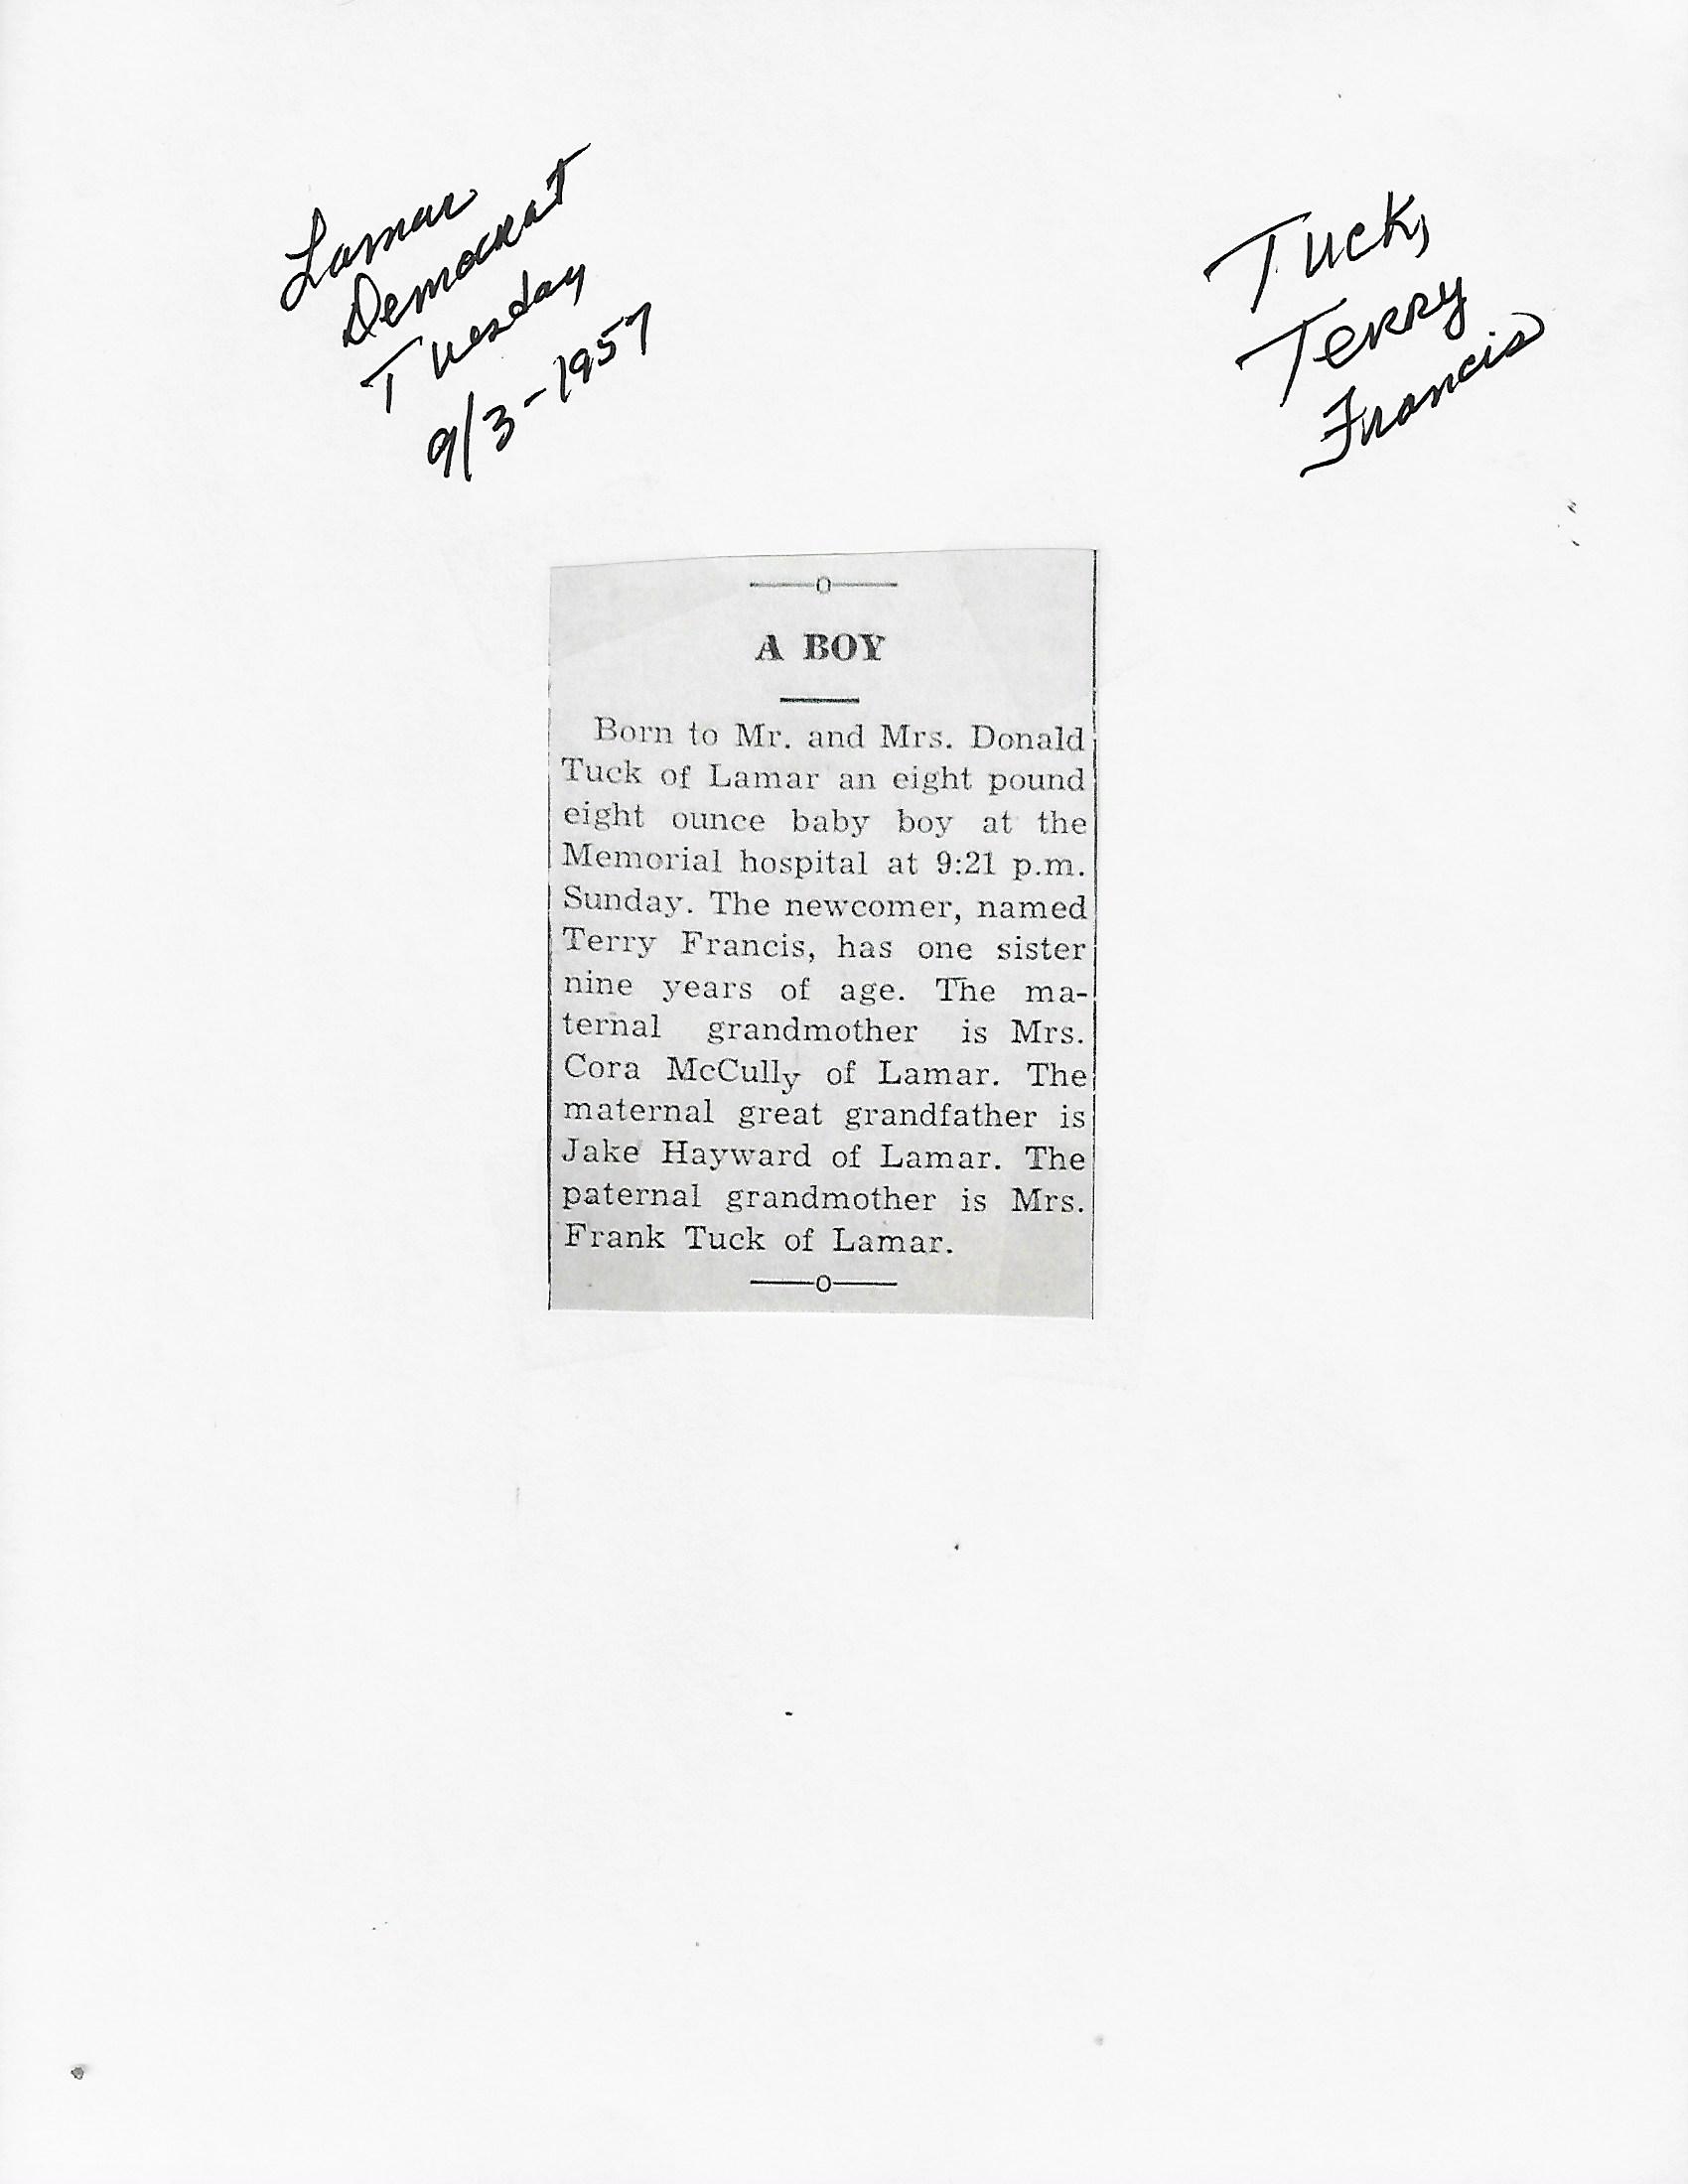 Lamar
Democrat
Tuesday
9/3-1957
Tuck,
Terry
Francis
A BOY
Born to Mr. and Mrs. Donald
Tuck of Lamar an eight pound
eight ounce baby boy at the
Memorial hospital at 9:21 p.m.
Sunday. The newcomer, named
Terry Francis, has one sister
nine years of age. The ma-
ternal grandmother is Mrs.
Cora McCully of Lamar. The
maternal great grandfather is
Jake Hayward of Lamar. The
paternal grandmother is Mrs.
Frank Tuck of Lamar.